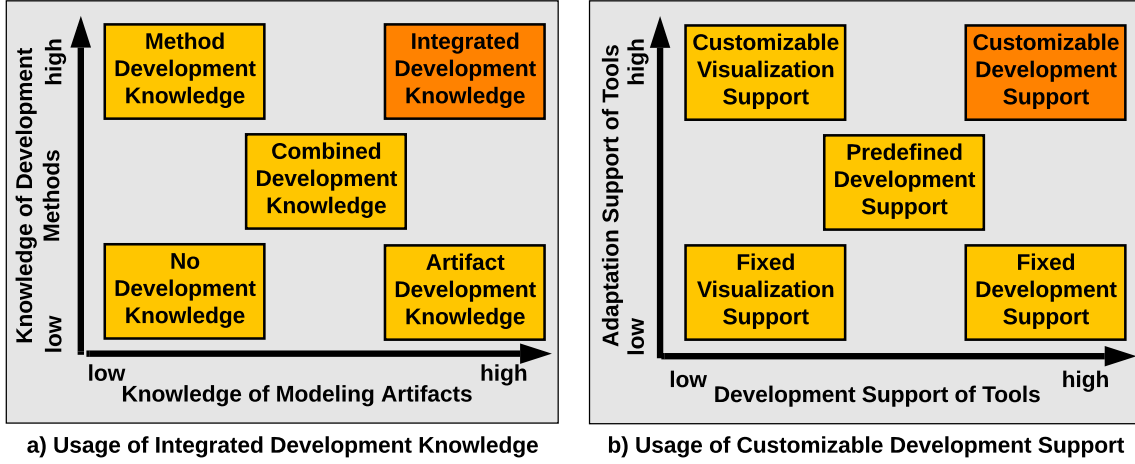 Knowledge of Development
Methods
low
high
Method
Development
Knowledge
Integrated
Development
Knowledge
Combined
Development
Knowledge
No
Development
Knowledge
Artifact
Development
Knowledge
low
high
Knowledge of Modeling Artifacts
a) Usage of Integrated Development Knowledge
Adaptation Support of Tools
low
high
Customizable
Visualization
Support
Customizable
Development
Support
Predefined
Development
Support
Fixed
Visualization
Support
Fixed
Development
Support
low
high
Development Support of Tools
b) Usage of Customizable Development Support